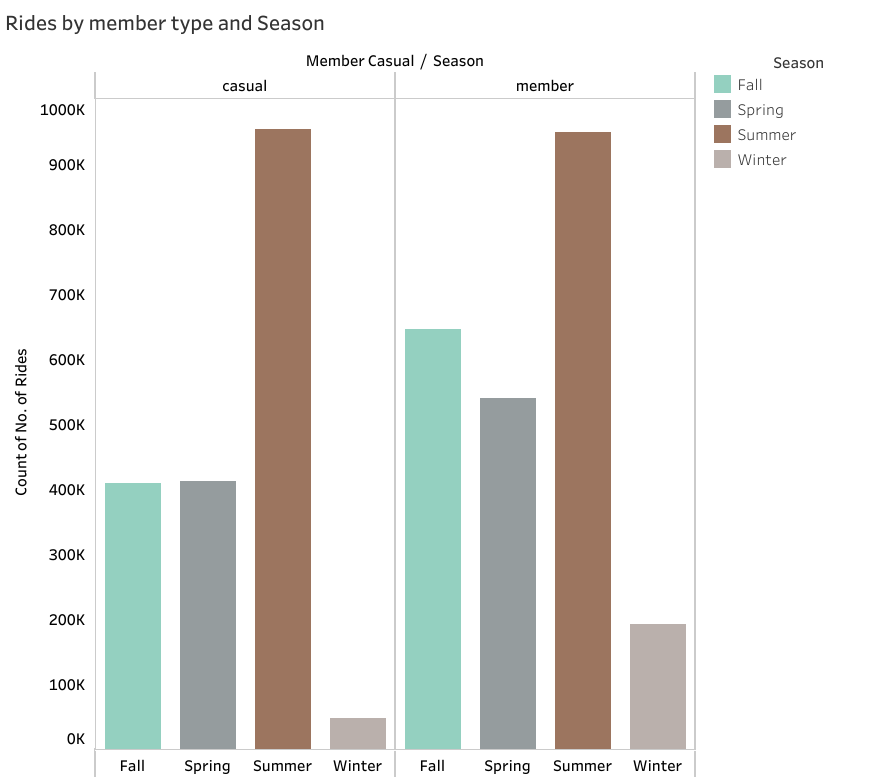 Rides by member type and Season
Member Casual / Season
casual
member
Season
Fall
Spring
Summer
Winter
Count of No. of Rides
1000K
900K
800K
700K
600K
500K
400K
300K
200K
100K
0K
Fall Spring Summer Winter Fall Spring Summer Winter